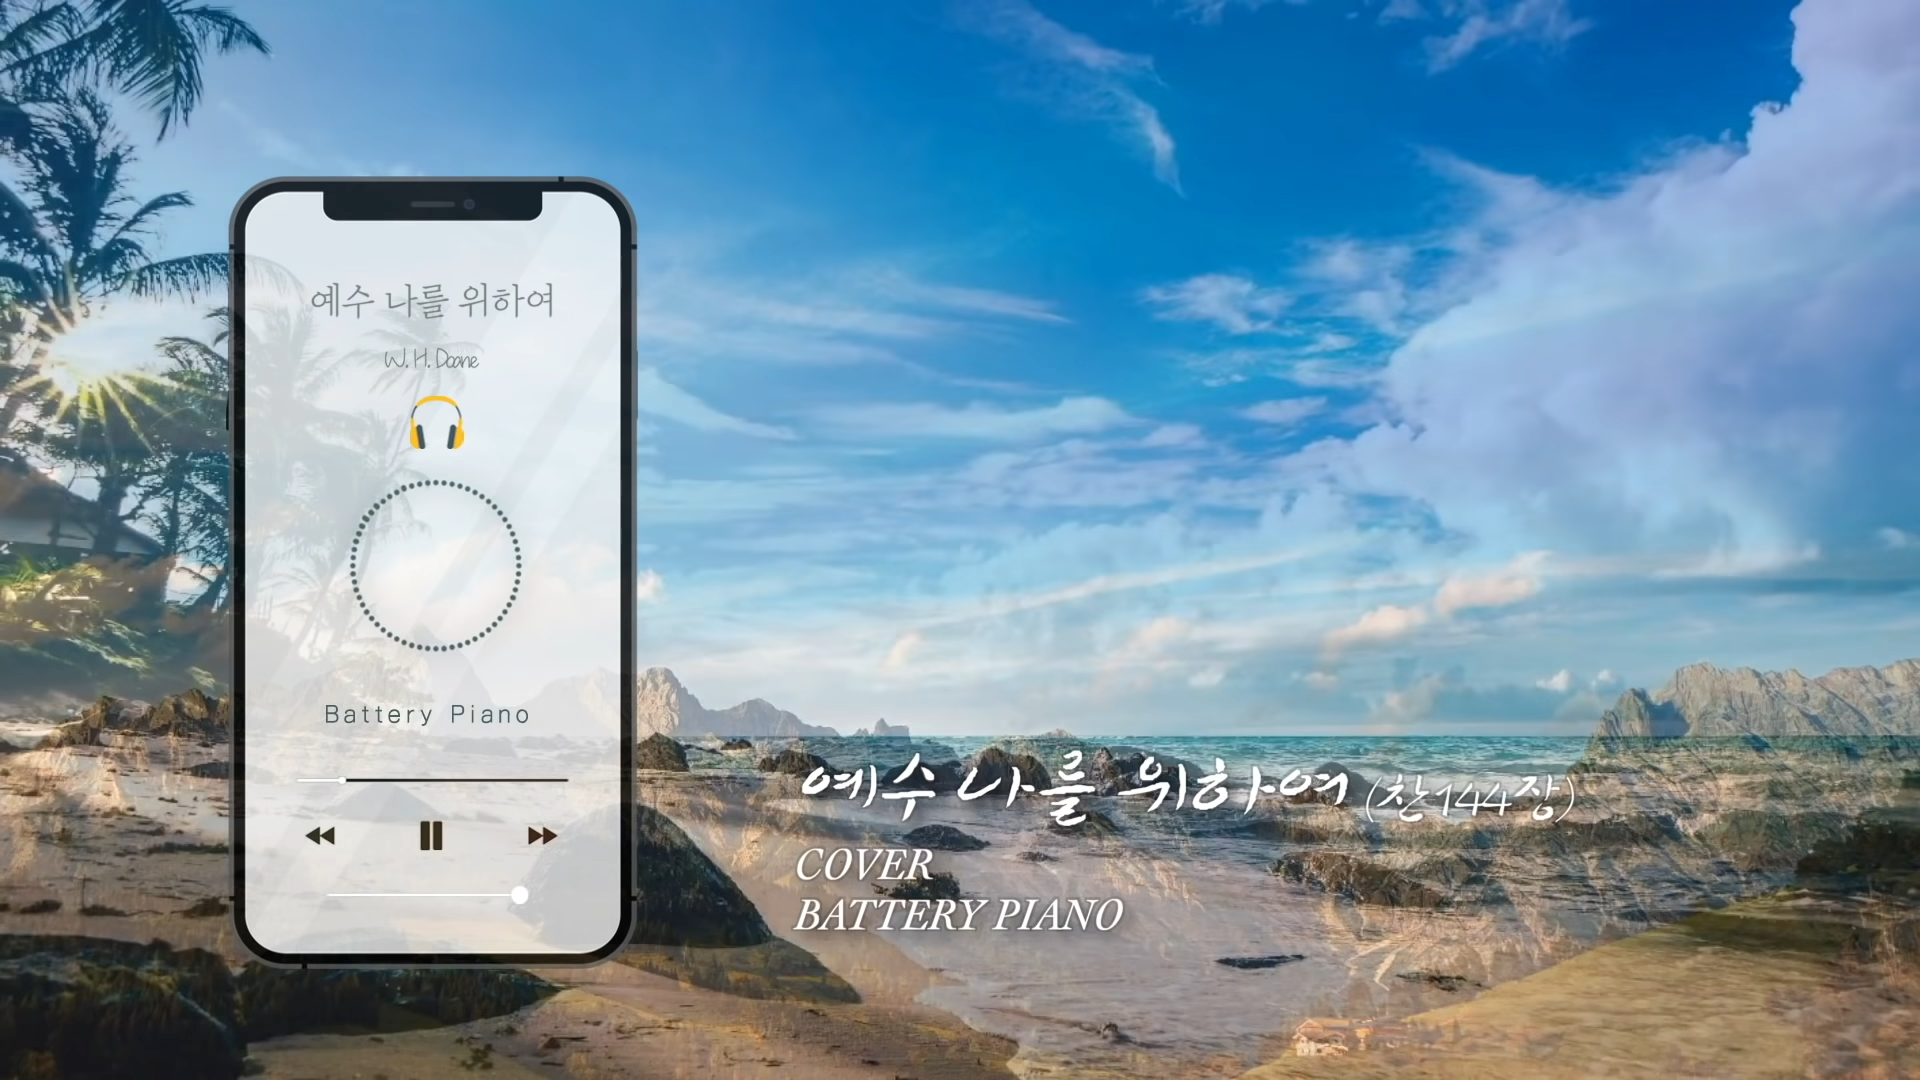 예수 나를 위하여
W. H. Doane
Battery Piano
예수 나를 위하여 (찬144장)
COVER
BATTERY PIANO